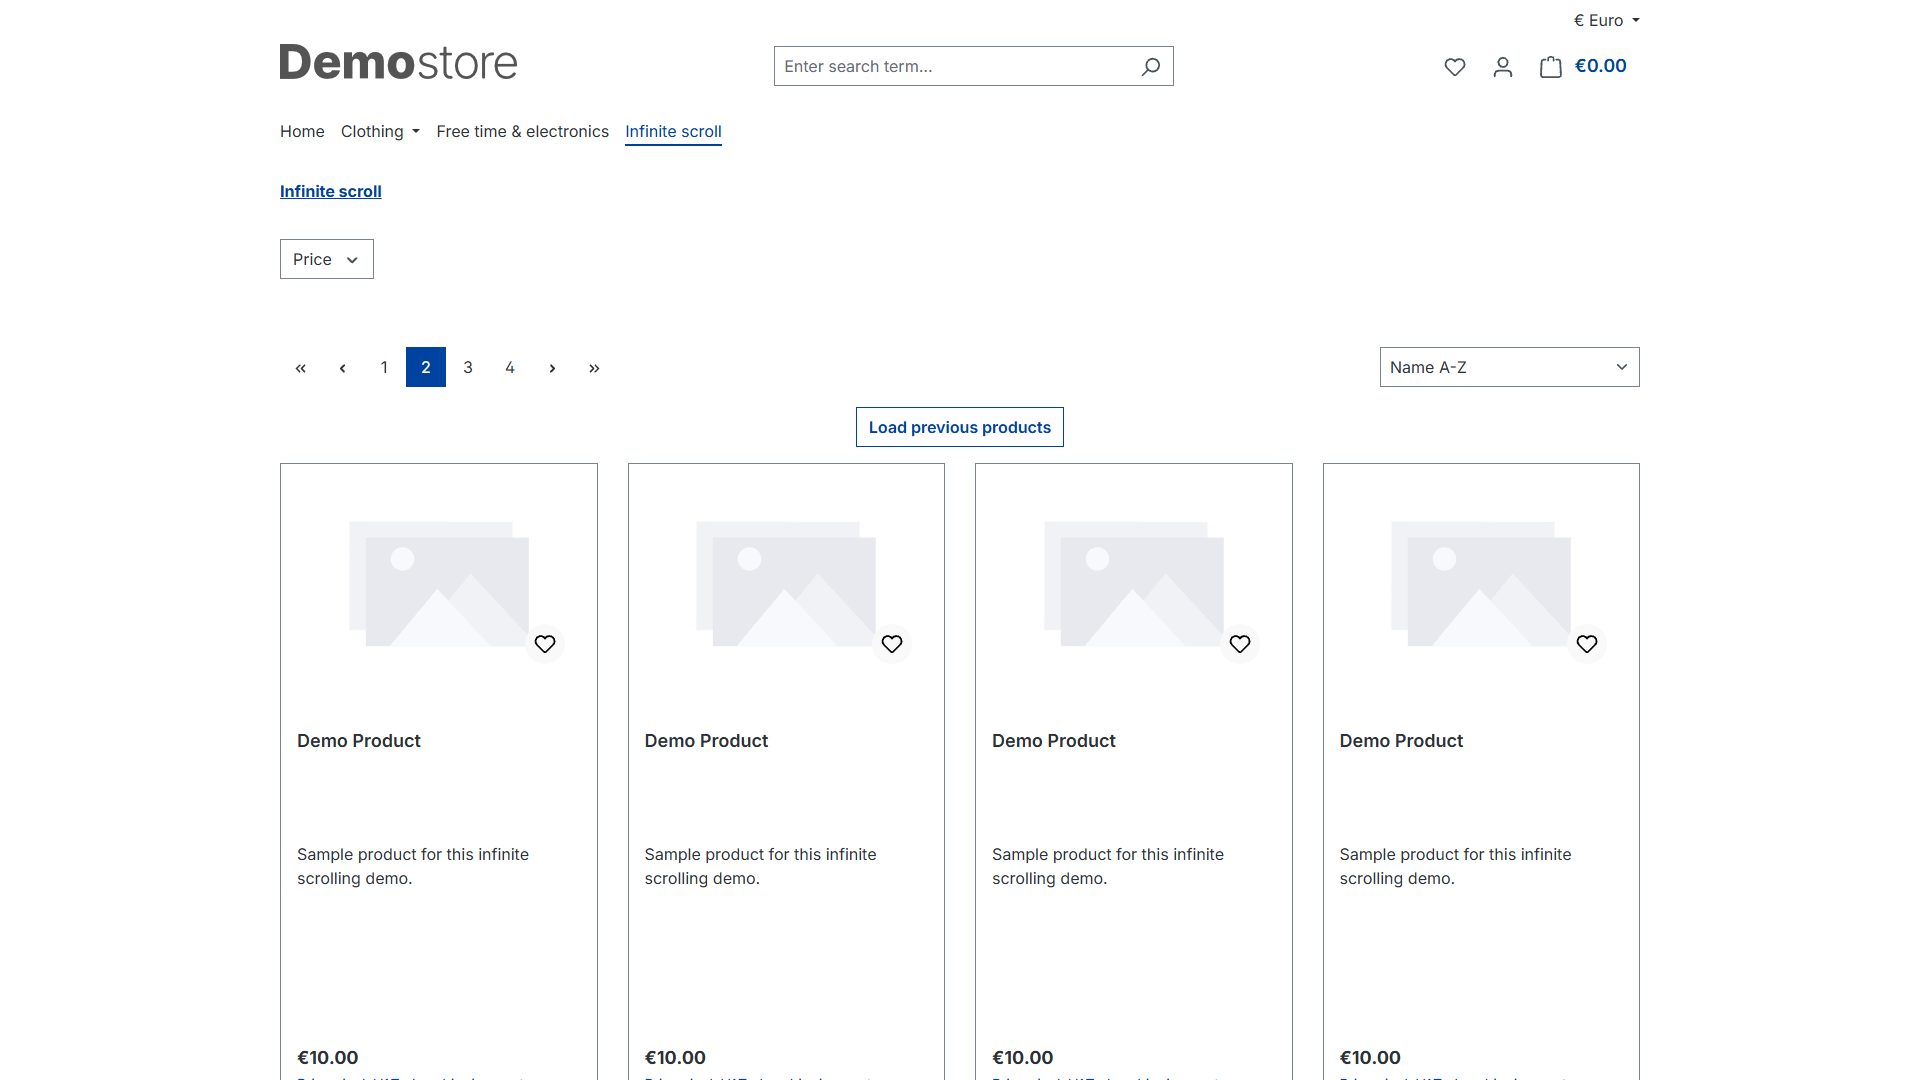 € Euro
Demostore
Enter search term...
€0.00
Home Clothing Free time & electronics Infinite scroll
Infinite scroll
Price
« ‹ 1 2 3 4 › »
Name A-Z
Load previous products
Demo Product
Sample product for this infinite
scrolling demo.
€10.00
Demo Product
Sample product for this infinite
scrolling demo.
€10.00
Demo Product
Sample product for this infinite
scrolling demo.
€10.00
Demo Product
Sample product for this infinite
scrolling demo.
€10.00